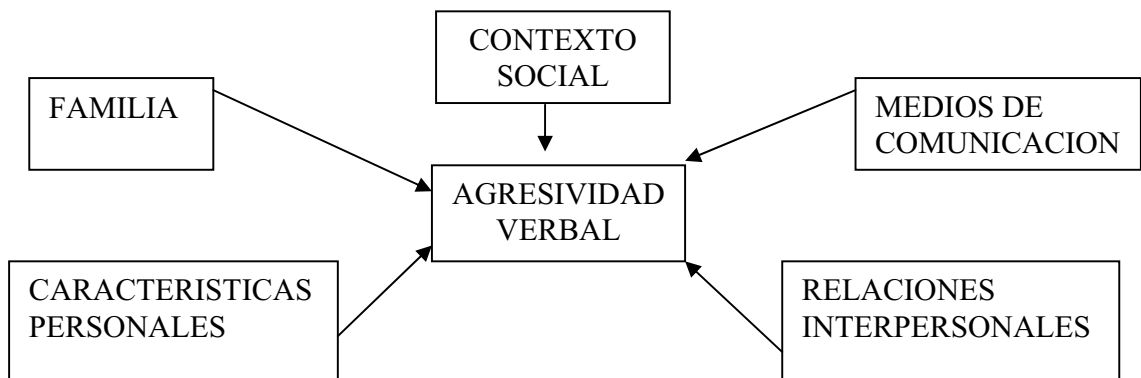 CONTEXTO
SOCIAL
FAMILIA
MEDIOS DE
COMUNICACION
AGRESIVIDAD
VERBAL
CARACTERISTICAS
PERSONALES
RELACIONES
INTERPERSONALES